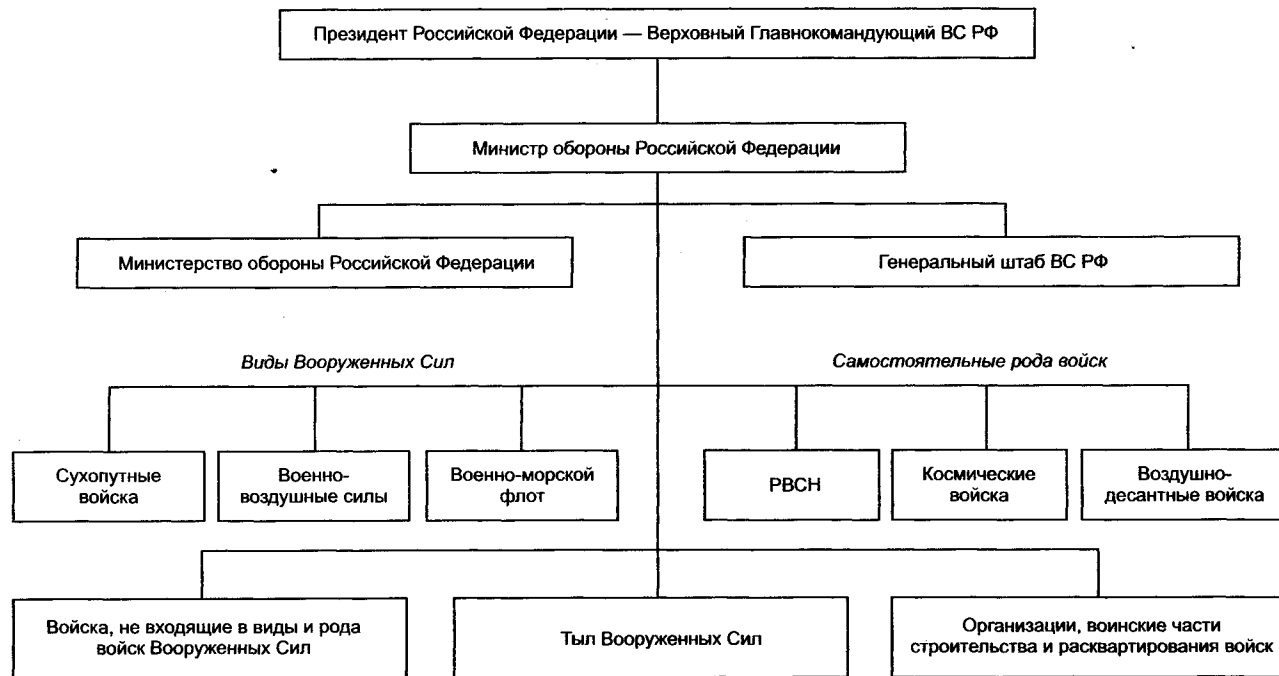 Президент Российской Федерации — Верховный Главнокомандующий ВС РФ
Министр обороны Российской Федерации
Министерство обороны Российской Федерации
Генеральный штаб ВС РФ
Виды Вооруженных Сил
Самостоятельные рода войск
Сухопутные
войска
Военно-
воздушные силы
Военно-морской
флот
РВСН
Космические
войска
Воздушно-
десантные войска
Войска, не входящие в виды и рода
войск Вооруженных Сил
Тыл Вооруженных Сил
Организации, воинские части
строительства и расквартирования войск